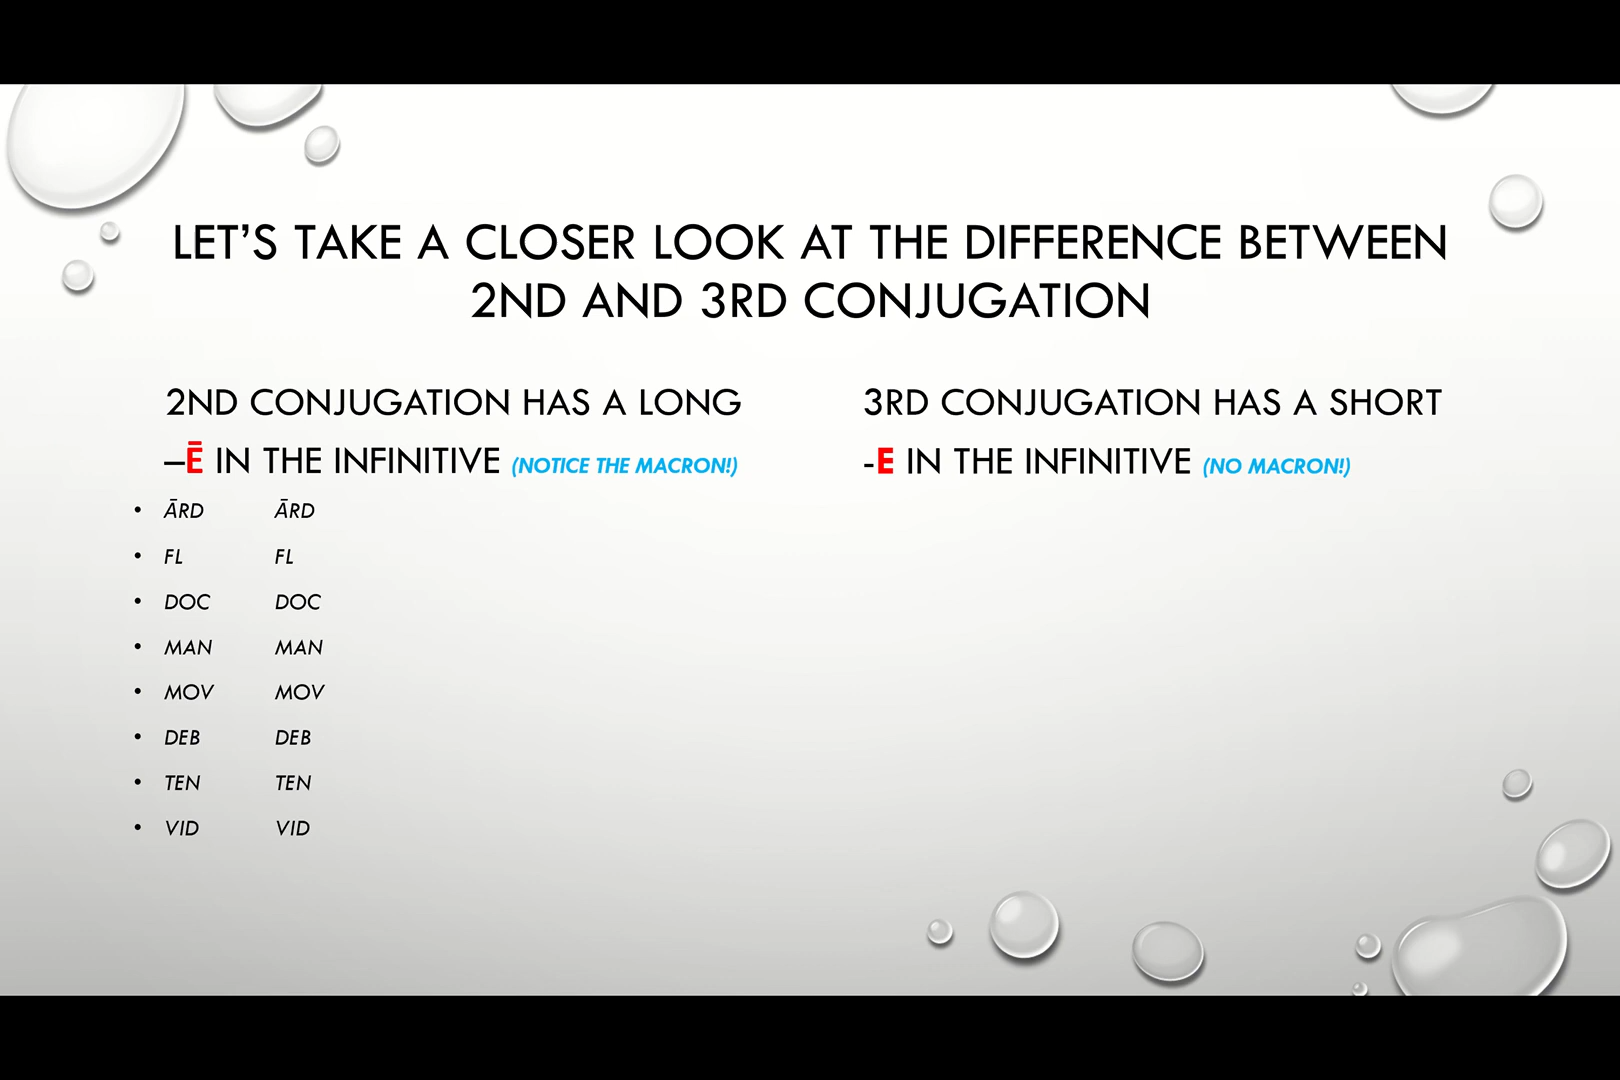 LET'S TAKE A CLOSER LOOK AT THE DIFFERENCE BETWEEN
2ND AND 3RD CONJUGATION
2ND CONJUGATION HAS A LONG
–Ē IN THE INFINITIVE (NOTICE THE MACRON!)
• ĀRD ĀRD
• FL FL
• DOC DOC
• MAN MAN
• MOV MOV
• DEB DEB
• TEN TEN
• VID VID
3RD CONJUGATION HAS A SHORT
-E IN THE INFINITIVE (NO MACRON!)